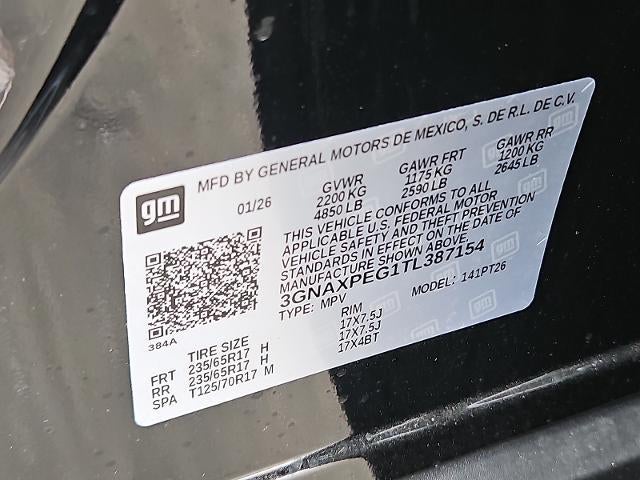 MFD BY GENERAL MOTORS DE MEXICO, S. DE R.L. DE C.V.
gm
01/26
GVWR GAWR FRT GAWR RR
2200 KG 1175 KG 1200 KG
4850 LB 2590 LB 2645 LB
THIS VEHICLE CONFORMS TO ALL
APPLICABLE U.S. FEDERAL MOTOR
VEHICLE SAFETY AND THEFT PREVENTION
STANDARDS IN EFFECT ON THE DATE OF
MANUFACTURE SHOWN ABOVE.
3GNAXPEG1TL387154
TYPE: MPV MODEL: 141PT26
384A
TIRE SIZE RIM
FRT 235/65R17 H 17X7.5J
RR 235/65R17 H 17X7.5J
SPA T125/70R17 M 17X4BT